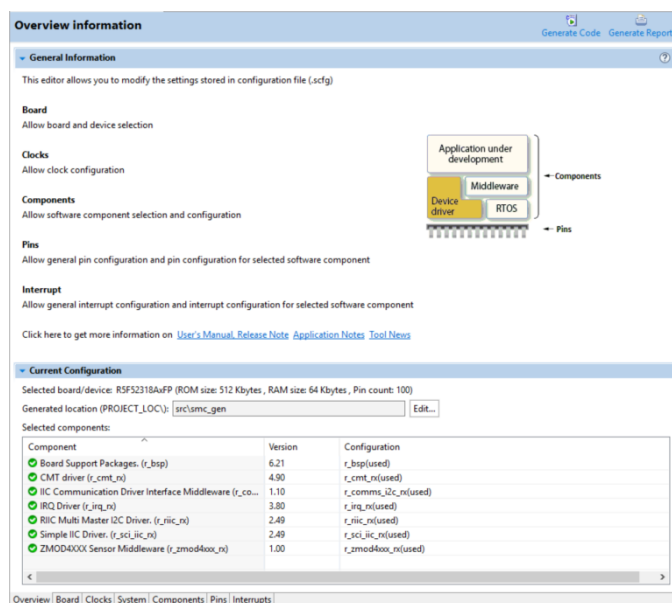 Overview information
Generate Code Generate Report
General Information
This editor allows you to modify the settings stored in configuration file (.scfg)
Board
Allow board and device selection
Clocks
Allow clock configuration
Components
Allow software component selection and configuration
Pins
Allow general pin configuration and pin configuration for selected software component
Interrupt
Allow general interrupt configuration and interrupt configuration for selected software component
Application under
development
Middleware
Device
driver
RTOS
Components
Pins
Click here to get more information on User's Manual, Release Note Application Notes Tool News
Current Configuration
Selected board/device: R5F52318AxFP (ROM size: 512 Kbytes , RAM size: 64 Kbytes , Pin count: 100)
Generated location (PROJECT_LOC\): src\smc_gen Edit...
Selected components:
Component Version Configuration
Board Support Packages. (r_bsp) 6.21 r_bsp(used)
CMT driver (r_cmt_rx) 4.90 r_cmt_rx(used)
IIC Communication Driver Interface Middleware (r_co... 1.10 r_comms_i2c_rx(used)
IRQ Driver (r_irq_rx) 3.80 r_irq_rx(used)
RIIC Multi Master I2C Driver. (r_riic_rx) 2.49 r_riic_rx(used)
Simple IIC Driver. (r_sci_iic_rx) 2.49 r_sci_iic_rx(used)
ZMOD4XXX Sensor Middleware (r_zmod4xxx_rx) 1.00 r_zmod4xxx_rx(used)
Overview Board Clocks System Components Pins Interrupts